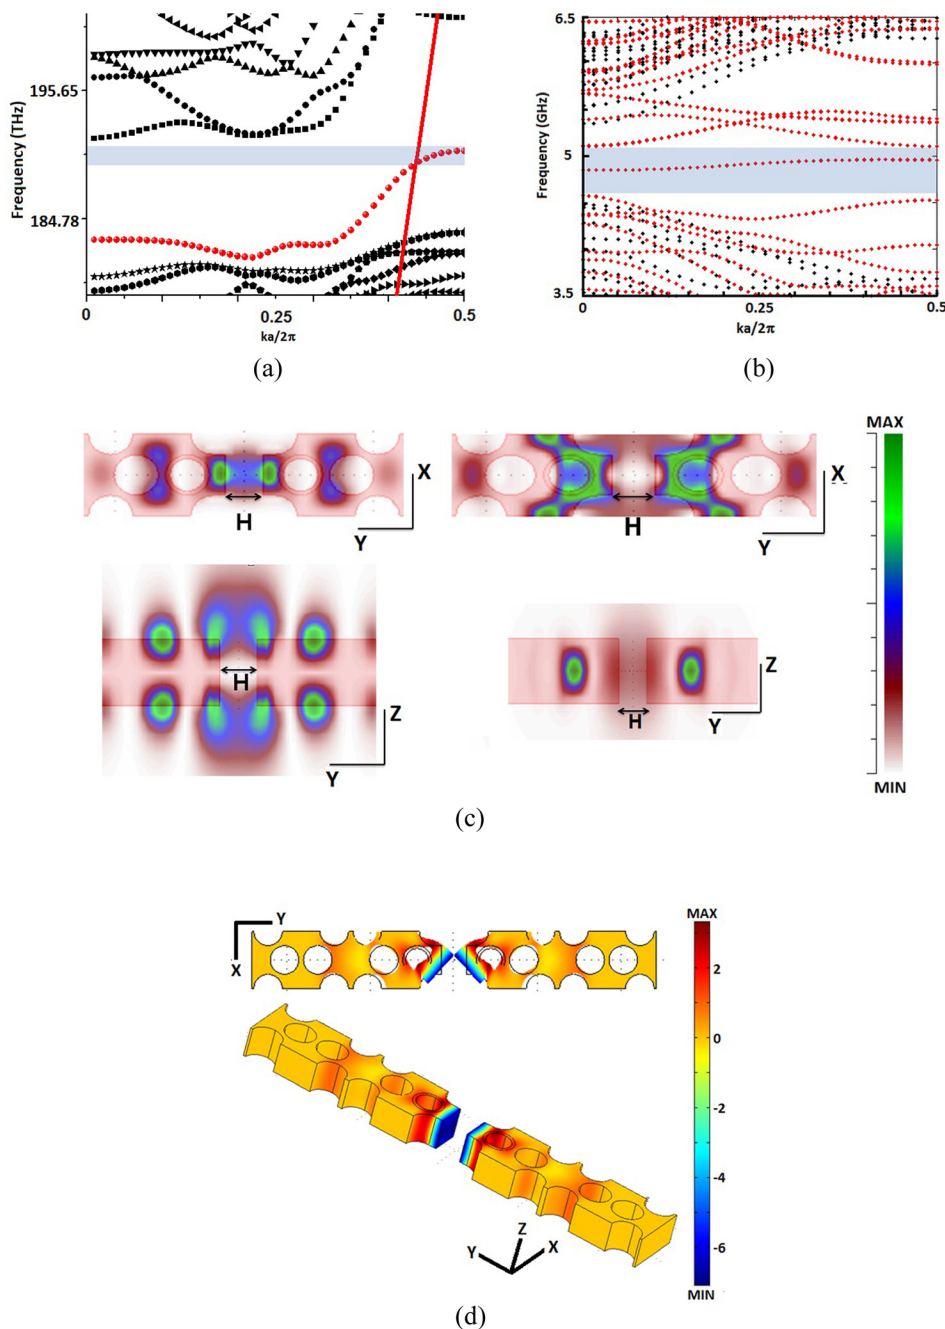 195.65
Frequency (THz)
184.78
0
0.25
0.5
ka/2π
(a)
6.5
Frequency (GHz)
5
3.5
0
0.25
0.5
ka/2π
(b)
H
X
Y
H
X
Y
H
Z
Y
H
Z
Y
MAX
MIN
(c)
Y
X
Y
Z
X
MAX
2
0
-2
-4
-6
MIN
(d)